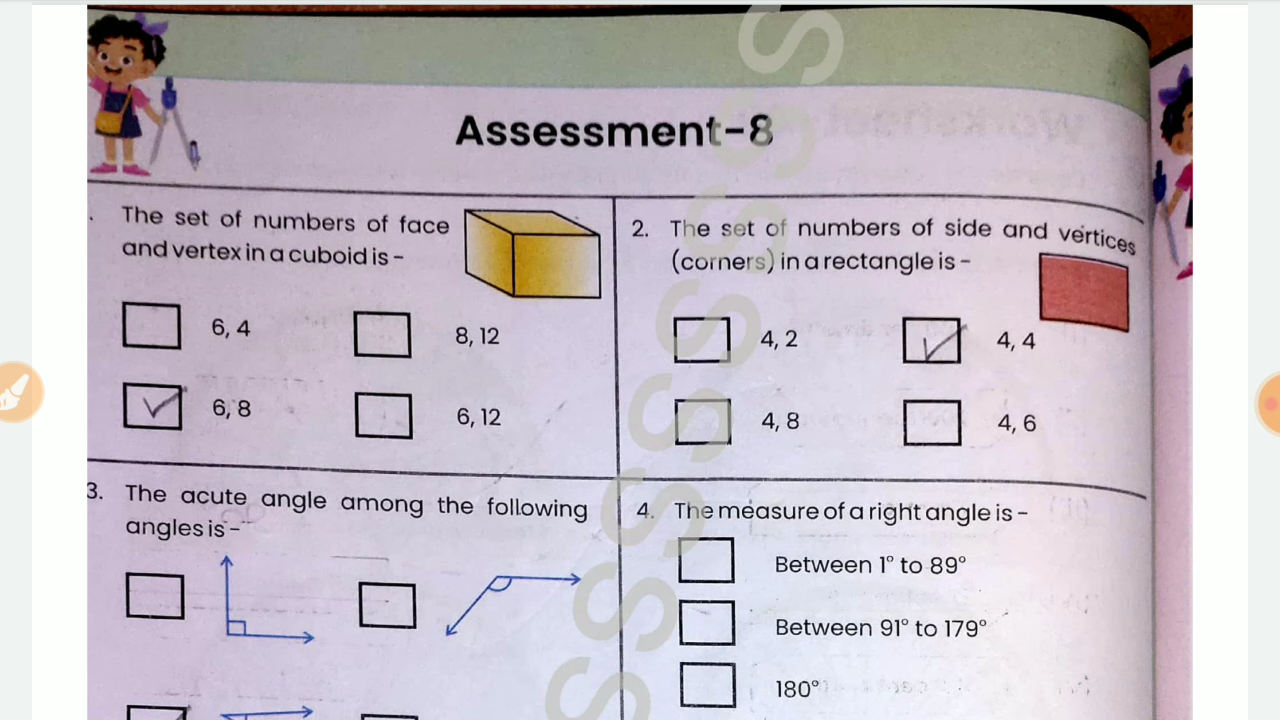 Assessment-8
. The set of numbers of face
and vertex in a cuboid is -
6, 4
8, 12
6, 8
6, 12
2. The set of numbers of side and vertices
(corners) in a rectangle is -
4, 2
4, 4
4, 8
4, 6
3. The acute angle among the following
angles is -
4. The measure of a right angle is -
Between 1° to 89°
Between 91° to 179°
180°
SSSSSSSS